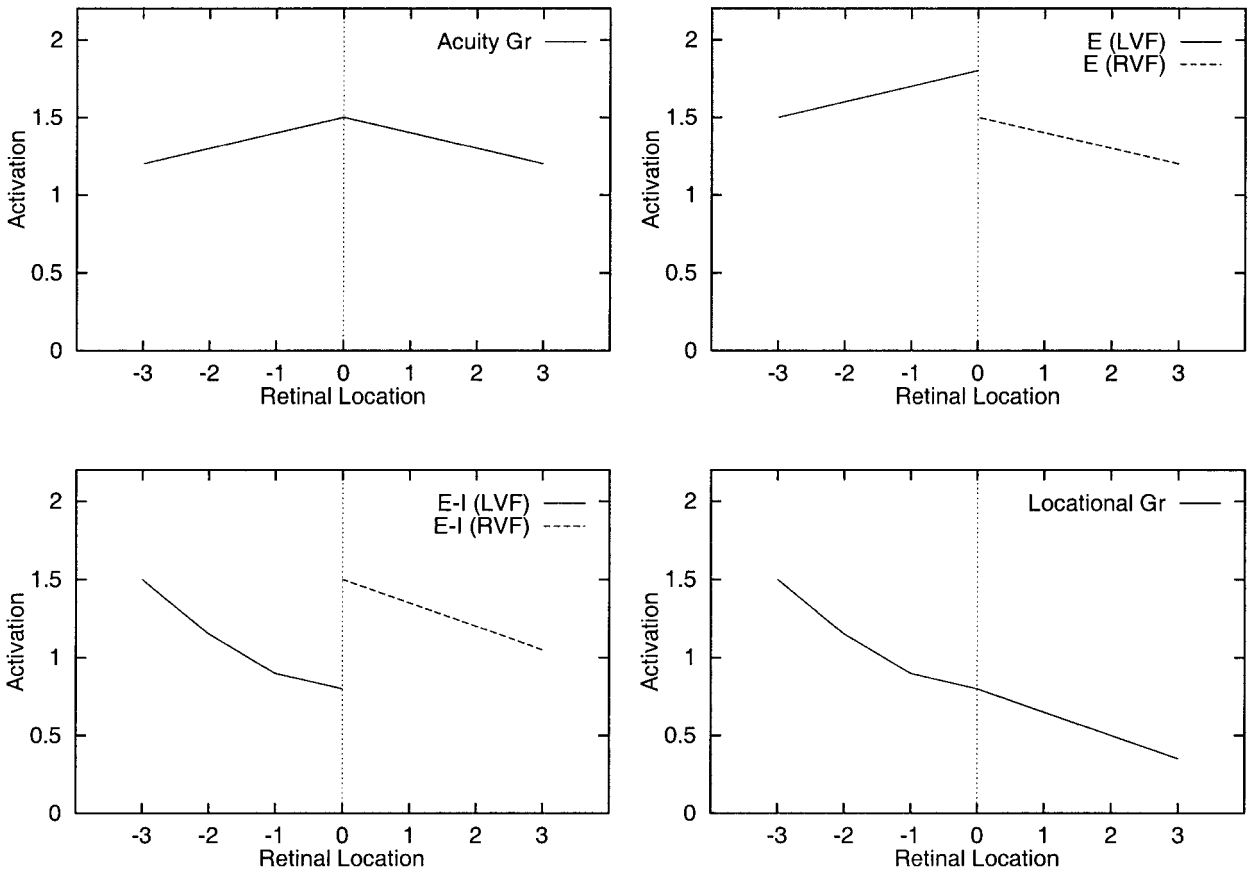 2
Acuity Gr
1.5
1
0.5
0
Activation
-3 -2 -1 0 1 2 3
Retinal Location
2
E (LVF)
E (RVF)
1.5
1
0.5
0
Activation
-3 -2 -1 0 1 2 3
Retinal Location
2
E-I (LVF)
E-I (RVF)
1.5
1
0.5
0
Activation
-3 -2 -1 0 1 2 3
Retinal Location
2
Locational Gr
1.5
1
0.5
0
Activation
-3 -2 -1 0 1 2 3
Retinal Location